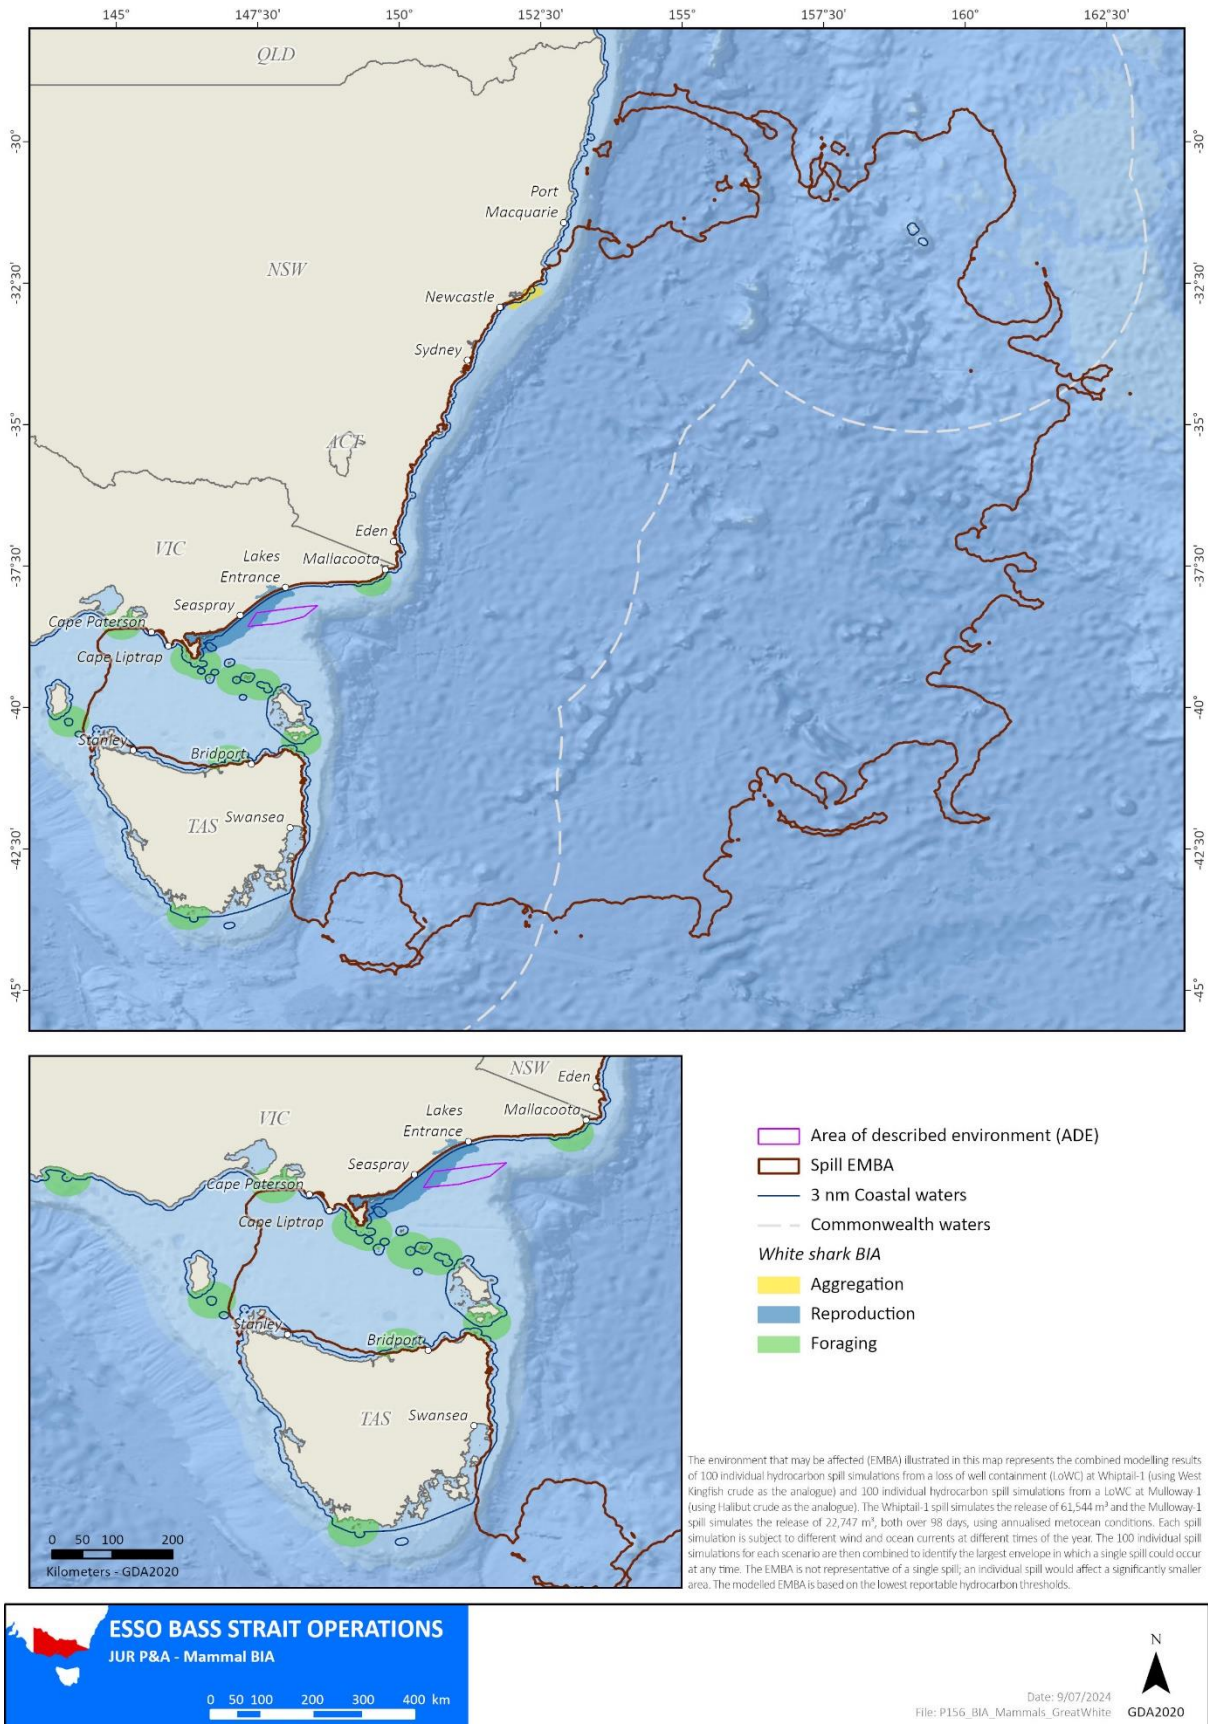 145° 147°30' 150° 152°30' 155° 157°30' 160° 162°30'
QLD
-30° -30°
Port
Macquarie
NSW
-32°30' -32°30'
Newcastle
Sydney
-35° -35°
ACT
Eden
VIC
Lakes
Entrance
Mallacoota
-37°30' -37°30'
Seaspray
Cape Paterson
Cape Liptrap
-40° -40°
Stanley
Bridport
TAS
Swansea
-42°30' -42°30'
-45° -45°
NSW
Eden
Mallacoota
VIC
Lakes
Entrance
Seaspray
Cape Paterson
Cape Liptrap
Stanley
Bridport
TAS
Swansea
0 50 100 200
Kilometers - GDA2020
Area of described environment (ADE)
Spill EMBA
3 nm Coastal waters
Commonwealth waters
White shark BIA
Aggregation
Reproduction
Foraging
The environment that may be affected (EMBA) illustrated in this map represents the combined modelling results
of 100 individual hydrocarbon spill simulations from a loss of well containment (LoWC) at Whiptail-1 (using West
Kingfish crude as the analogue) and 100 individual hydrocarbon spill simulations from a LoWC at Mulloway-1
(using Halibut crude as the analogue). The Whiptail-1 spill simulates the release of 61,544 m³ and the Mulloway-1
spill simulates the release of 22,747 m³, both over 98 days, using annualised metocean conditions. Each spill
simulation is subject to different wind and ocean currents at different times of the year. The 100 individual spill
simulations for each scenario are then combined to identify the largest envelope in which a single spill could occur
at any time. The EMBA is not representative of a single spill; an individual spill would affect a significantly smaller
area. The modelled EMBA is based on the lowest reportable hydrocarbon thresholds.
ESSO BASS STRAIT OPERATIONS
JUR P&A - Mammal BIA
0 50 100 200 300 400 km
N
GDA2020
Date: 9/07/2024
File: P156_BIA_Mammals_GreatWhite